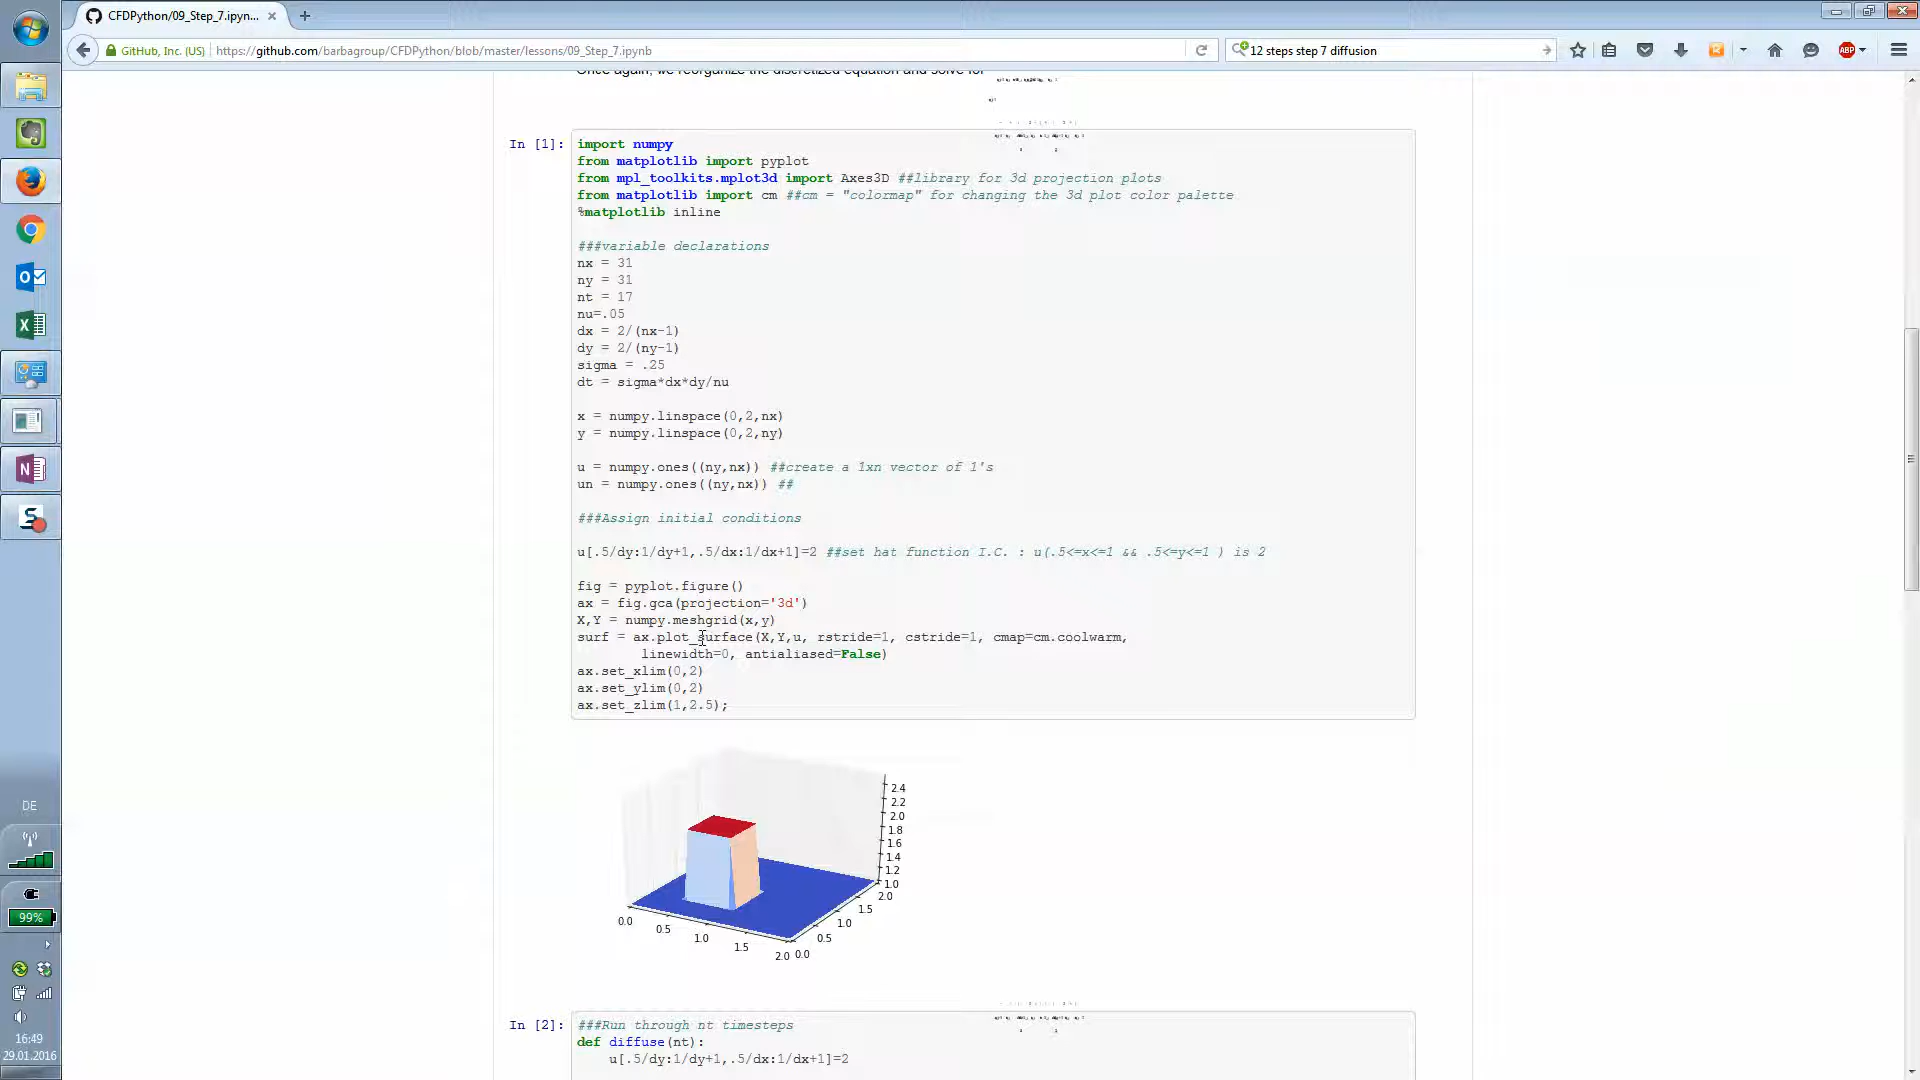 CFDPython/09_Step_7.ipyn...
GitHub, Inc. (US)
https://github.com/barbagroup/CFDPython/blob/master/lessons/09_Step_7.ipynb
12 steps step 7 diffusion
ABP
Once again, we reorganize the discretized equation and solve for
In [1]:
import numpy
from matplotlib import pyplot
from mpl_toolkits.mplot3d import Axes3D ##library for 3d projection plots
from matplotlib import cm ##cm = "colormap" for changing the 3d plot color palette
%matplotlib inline
###variable declarations
nx = 31
ny = 31
nt = 17
nu=.05
dx = 2/(nx-1)
dy = 2/(ny-1)
sigma = .25
dt = sigma*dx*dy/nu
x = numpy.linspace(0,2,nx)
y = numpy.linspace(0,2,ny)
u = numpy.ones((ny,nx)) ##create a 1xn vector of 1's
un = numpy.ones((ny,nx)) ##
###Assign initial conditions
u[.5/dy:1/dy+1,.5/dx:1/dx+1]=2 ##set hat function I.C. : u(.5<=x<=1 && .5<=y<=1 ) is 2
fig = pyplot.figure()
ax = fig.gca(projection='3d')
X,Y = numpy.meshgrid(x,y)
surf = ax.plot_surface(X,Y,u, rstride=1, cstride=1, cmap=cm.coolwarm,
linewidth=0, antialiased=False)
ax.set_xlim(0,2)
ax.set_ylim(0,2)
ax.set_zlim(1,2.5);
2.4
2.2
2.0
1.8
1.6
1.4
1.2
1.0
2.0
1.5
1.0
0.5
0.0
0.0
0.5
1.0
1.5
2.0
In [2]:
###Run through nt timesteps
def diffuse(nt):
u[.5/dy:1/dy+1,.5/dx:1/dx+1]=2
DE
99%
16:49
29.01.2016